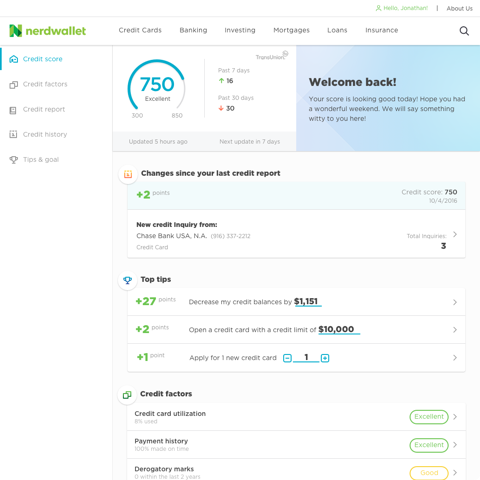 Hello, Jonathan!
About Us
nerdwallet
Credit Cards
Banking
Investing
Mortgages
Loans
Insurance
Credit score
Credit factors
Credit report
Credit history
Tips & goal
TransUnion
750
Excellent
300
850
Past 7 days
16
Past 30 days
30
Updated 5 hours ago
Next update in 7 days
Welcome back!
Your score is looking good today! Hope you had
a wonderful weekend. We will say something
witty to you here!
Changes since your last credit report
+2 points
Credit score: 750
10/4/2016
New credit Inquiry from:
Chase Bank USA, N.A. (916) 337-2212
Credit Card
Total Inquiries:
3
Top tips
+27 points
Decrease my credit balances by $1,151
+2 points
Open a credit card with a credit limit of $10,000
+1 point
Apply for 1 new credit card
1
Credit factors
Credit card utilization
8% used
Excellent
Payment history
100% made on time
Excellent
Derogatory marks
0 within the last 2 years
Good